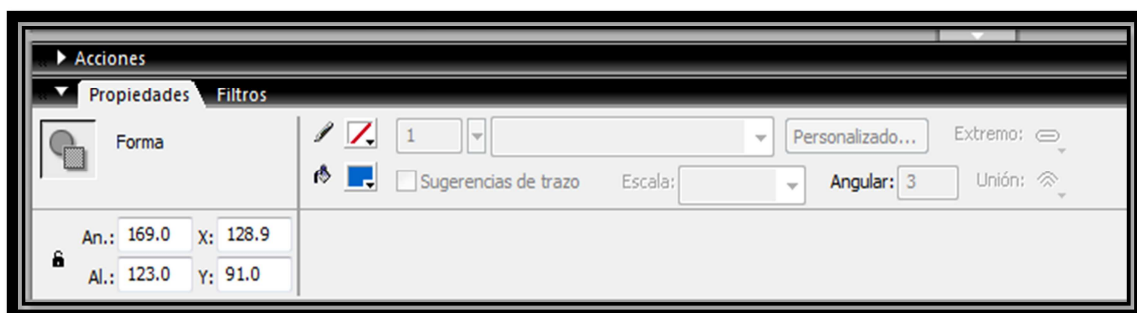 Acciones
Propiedades Filtros
Forma 1 Personalizado... Extremo:
Sugerencias de trazo Escala: Angular: 3 Unión:
An.: 169.0 X: 128.9
Al.: 123.0 Y: 91.0